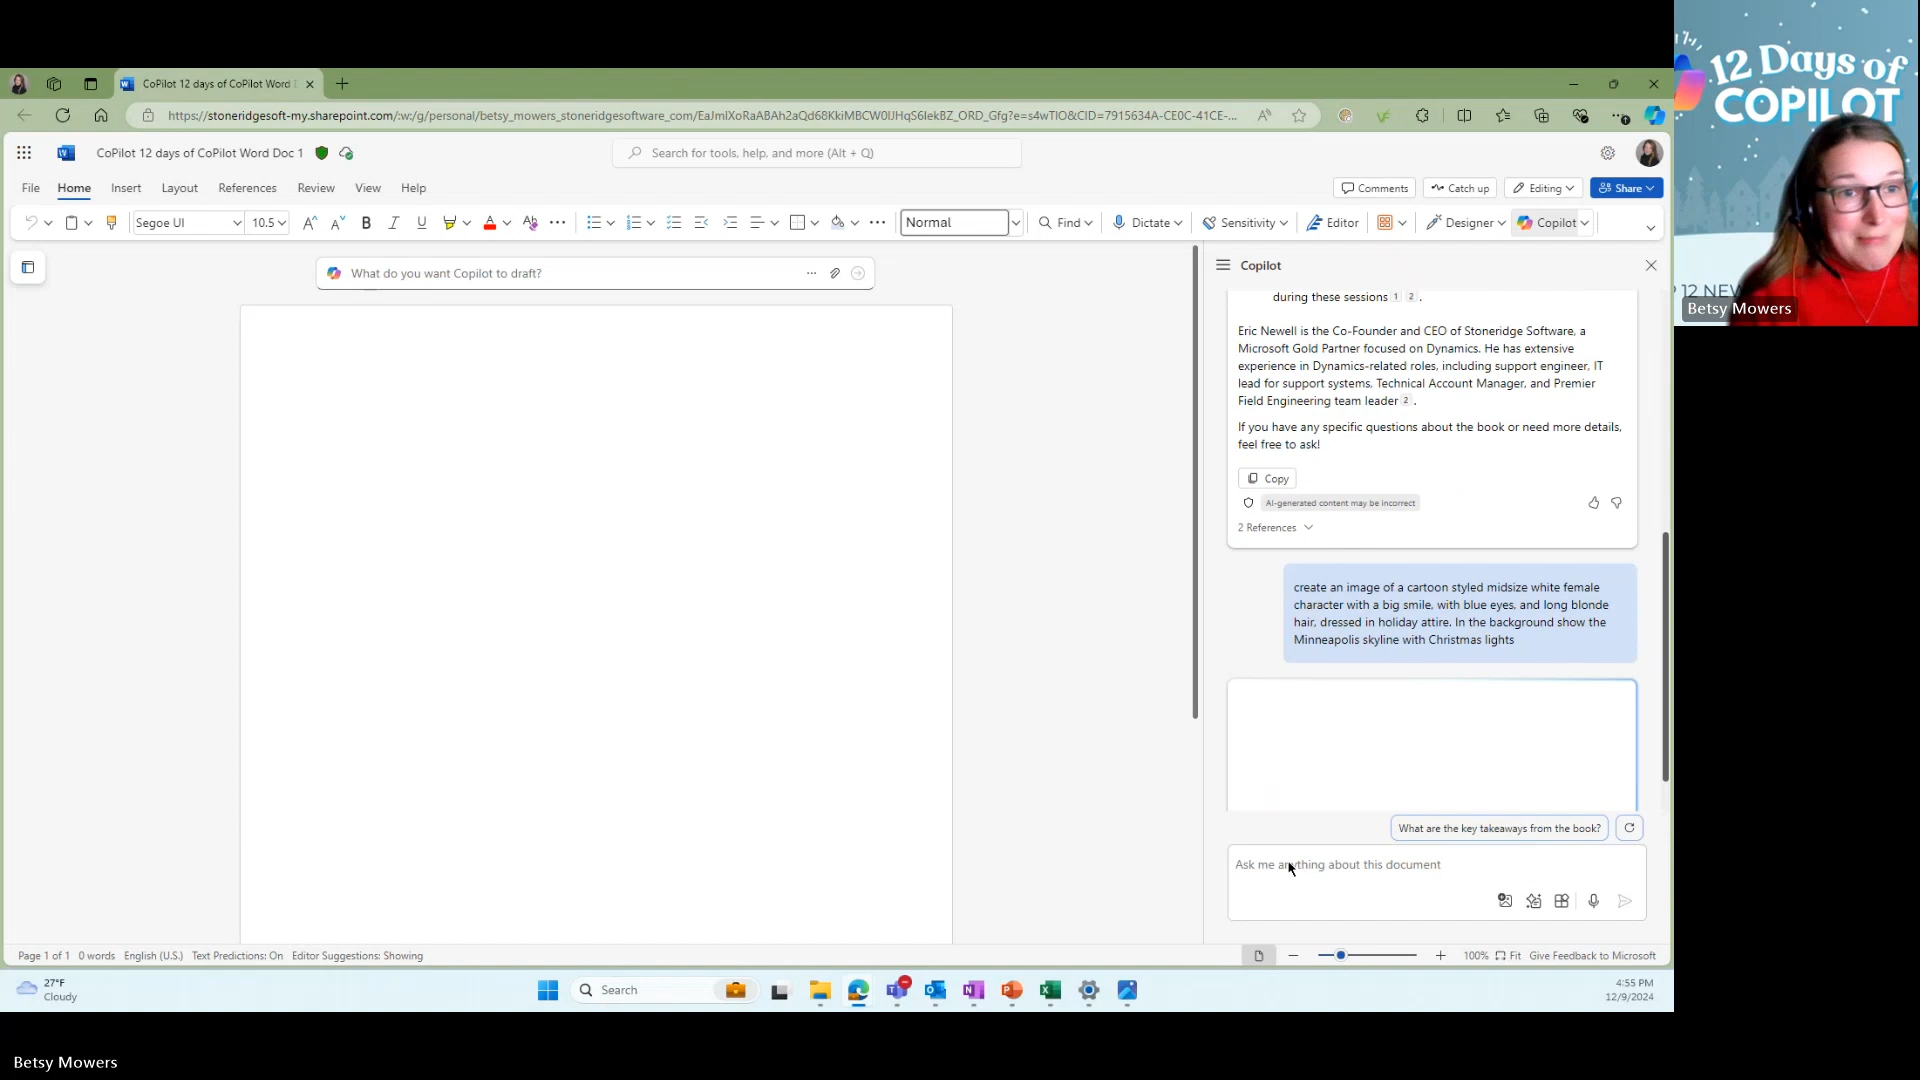 CoPilot 12 days of CoPilot Word
https://stoneridgesoft-my.sharepoint.com/:w:/g/personal/betsy_mowers_stoneridgesoftware_com/EaJmlXoRaABAh2aQd68KkiMBCW0lJHqS6IekBZ_ORD_Gfg?e=s4wTlO&CID=7915634A-CE0C-41CE-...
CoPilot 12 days of CoPilot Word Doc 1
Search for tools, help, and more (Alt + Q)
File Home Insert Layout References Review View Help
Comments Catch up Editing Share
Segoe UI 10.5 B I U A Normal Find Dictate Sensitivity Editor Designer Copilot
What do you want Copilot to draft?
Copilot
during these sessions 1 2 .
Eric Newell is the Co-Founder and CEO of Stoneridge Software, a
Microsoft Gold Partner focused on Dynamics. He has extensive
experience in Dynamics-related roles, including support engineer, IT
lead for support systems, Technical Account Manager, and Premier
Field Engineering team leader 2 .
If you have any specific questions about the book or need more details,
feel free to ask!
Copy
AI-generated content may be incorrect
2 References
create an image of a cartoon styled midsize white female
character with a big smile, with blue eyes, and long blonde
hair, dressed in holiday attire. In the background show the
Minneapolis skyline with Christmas lights
What are the key takeaways from the book?
Ask me anything about this document
Page 1 of 1 0 words English (U.S.) Text Predictions: On Editor Suggestions: Showing
100% Fit Give Feedback to Microsoft
27°F
Cloudy
Search
4:55 PM
12/9/2024
12 Days of
COPILOT
12 NEW
Betsy Mowers
Betsy Mowers